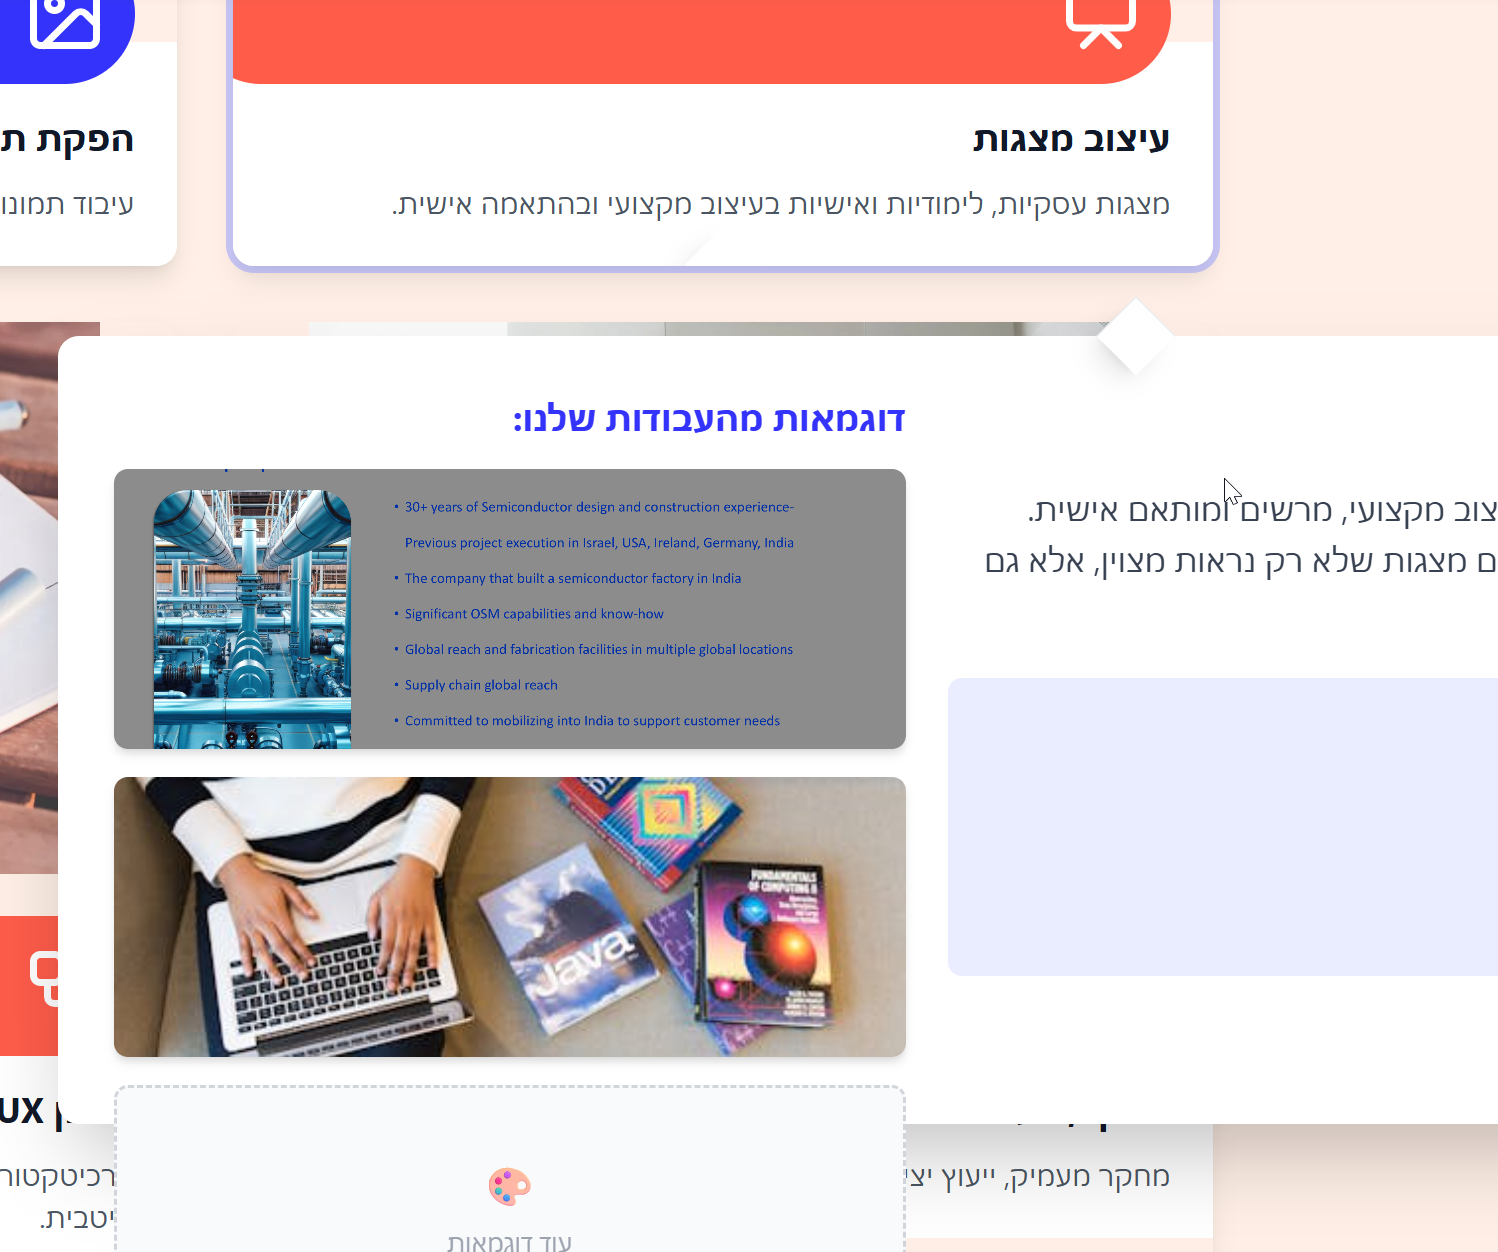 עיצוב מצגות
מצגות עסקיות, לימודיות ואישיות בעיצוב מקצועי ובהתאמה אישית.
הפקת ת
עיבוד תמונו
דוגמאות מהעבודות שלנו:
צוב מקצועי, מרשים ומותאם אישית.
ם מצגות שלא רק נראות מצוין, אלא גם
• 30+ years of Semiconductor design and construction experience-
Previous project execution in Israel, USA, Ireland, Germany, India
• The company that built a semiconductor factory in India
• Significant OSM capabilities and know-how
• Global reach and fabrication facilities in multiple global locations
• Supply chain global reach
• Committed to mobilizing into India to support customer needs
Java
FUNDAMENTALS
OF COMPUTING II
UX
מחקר מעמיק, ייעוץ יצי
רכיטקטור
יטבית.
עוד דוגמאות